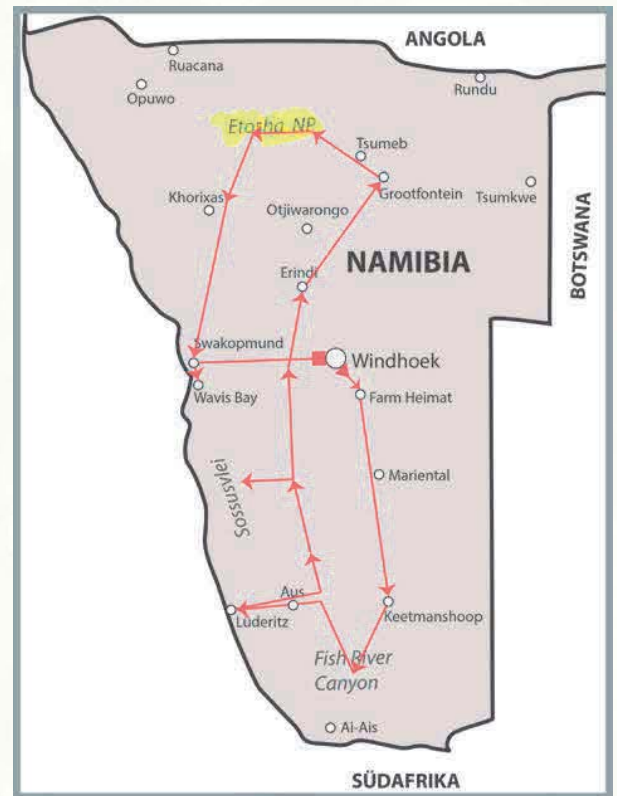 ANGOLA
Ruacana
Opuwo
Rundu
Etosha NP
Tsumeb
Grootfontein
Tsumkwe
Khorixas
Otjiwarongo
BOTSWANA
NAMIBIA
Erindi
Swakopmund
Windhoek
Wavis Bay
Farm Heimat
Mariental
Sossusvlei
Aus
Lüderitz
Keetmanshoop
Fish River
Canyon
Ai-Ais
SÜDAFRIKA